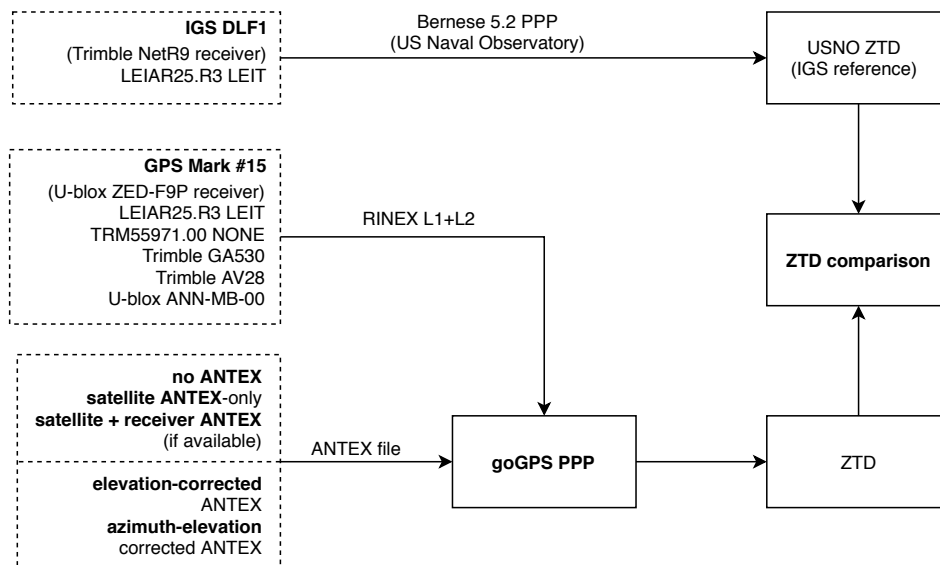 IGS DLF1
(Trimble NetR9 receiver)
LEIAR25.R3 LEIT
Bernese 5.2 PPP
(US Naval Observatory)
USNO ZTD
(IGS reference)
GPS Mark #15
(U-blox ZED-F9P receiver)
LEIAR25.R3 LEIT
TRM55971.00 NONE
Trimble GA530
Trimble AV28
U-blox ANN-MB-00
RINEX L1+L2
ZTD comparison
no ANTEX
satellite ANTEX-only
satellite + receiver ANTEX
(if available)
elevation-corrected
ANTEX
azimuth-elevation
corrected ANTEX
ANTEX file
goGPS PPP
ZTD